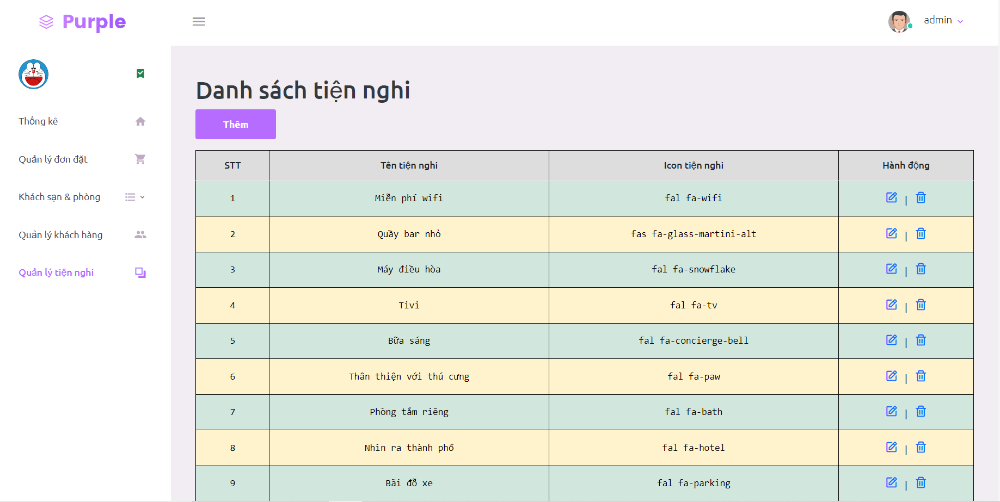 Purple
admin
Thống kê
Quản lý đơn đặt
Khách sạn & phòng
Quản lý khách hàng
Quản lý tiện nghi
Danh sách tiện nghi
Thêm
STT Tên tiện nghi Icon tiện nghi Hành động
1 Miễn phí wifi fal fa-wifi |
2 Quầy bar nhỏ fas fa-glass-martini-alt |
3 Máy điều hòa fal fa-snowflake |
4 Tivi fal fa-tv |
5 Bữa sáng fal fa-concierge-bell |
6 Thân thiện với thú cưng fal fa-paw |
7 Phòng tắm riêng fal fa-bath |
8 Nhìn ra thành phố fal fa-hotel |
9 Bãi đỗ xe fal fa-parking |